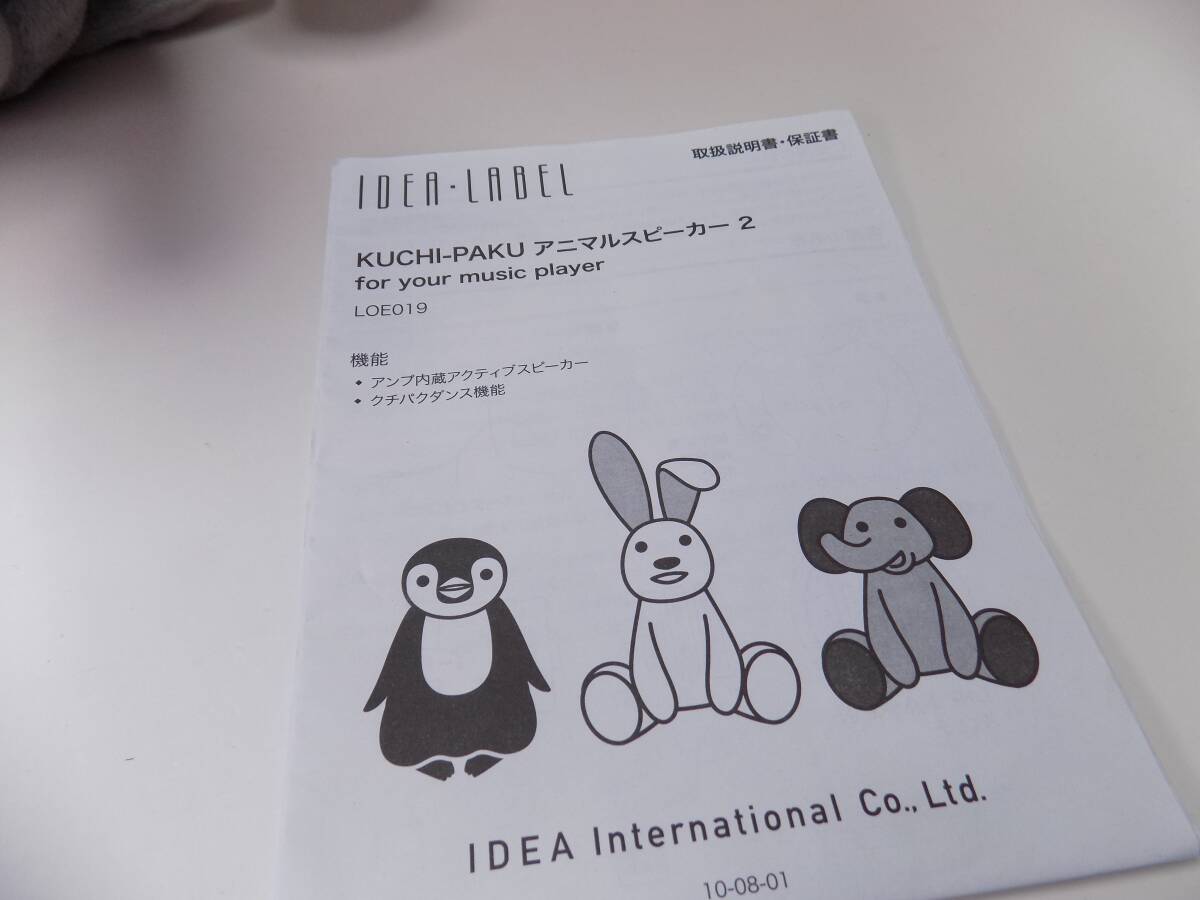 取扱説明書・保証書
IDEA・LABEL
KUCHI-PAKU アニマルスピーカー 2
for your music player
LOE019
機能
◆ アンプ内蔵アクティブスピーカー
◆ クチパクダンス機能
IDEA International Co., Ltd.
10-08-01